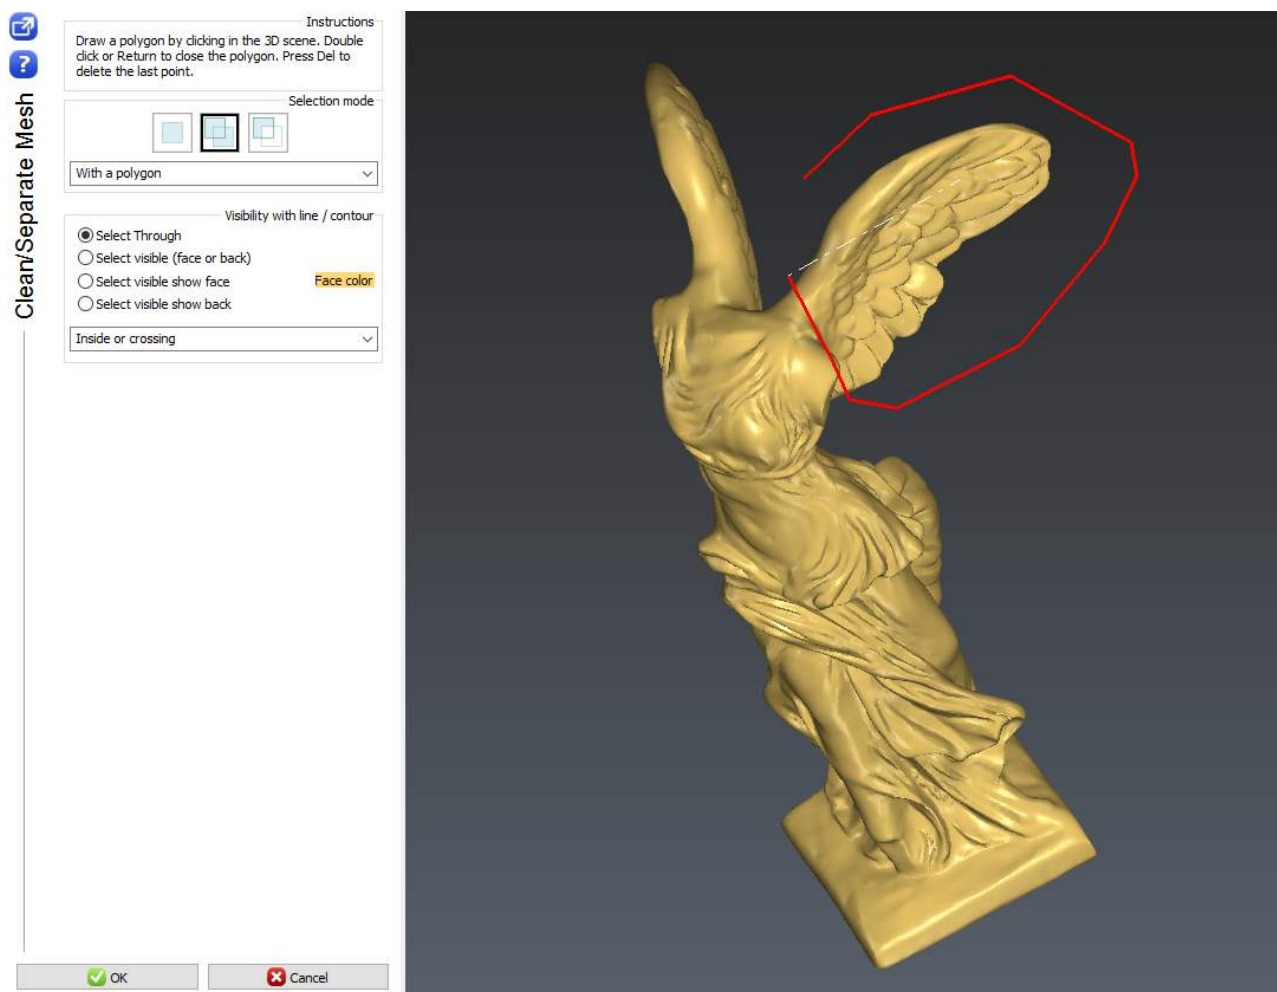 Instructions
Draw a polygon by clicking in the 3D scene. Double
click or Return to close the polygon. Press Del to
delete the last point.
Clean/Separate Mesh
Selection mode
With a polygon
Visibility with line / contour
Select Through
Select visible (face or back)
Select visible show face Face color
Select visible show back
Inside or crossing
OK Cancel